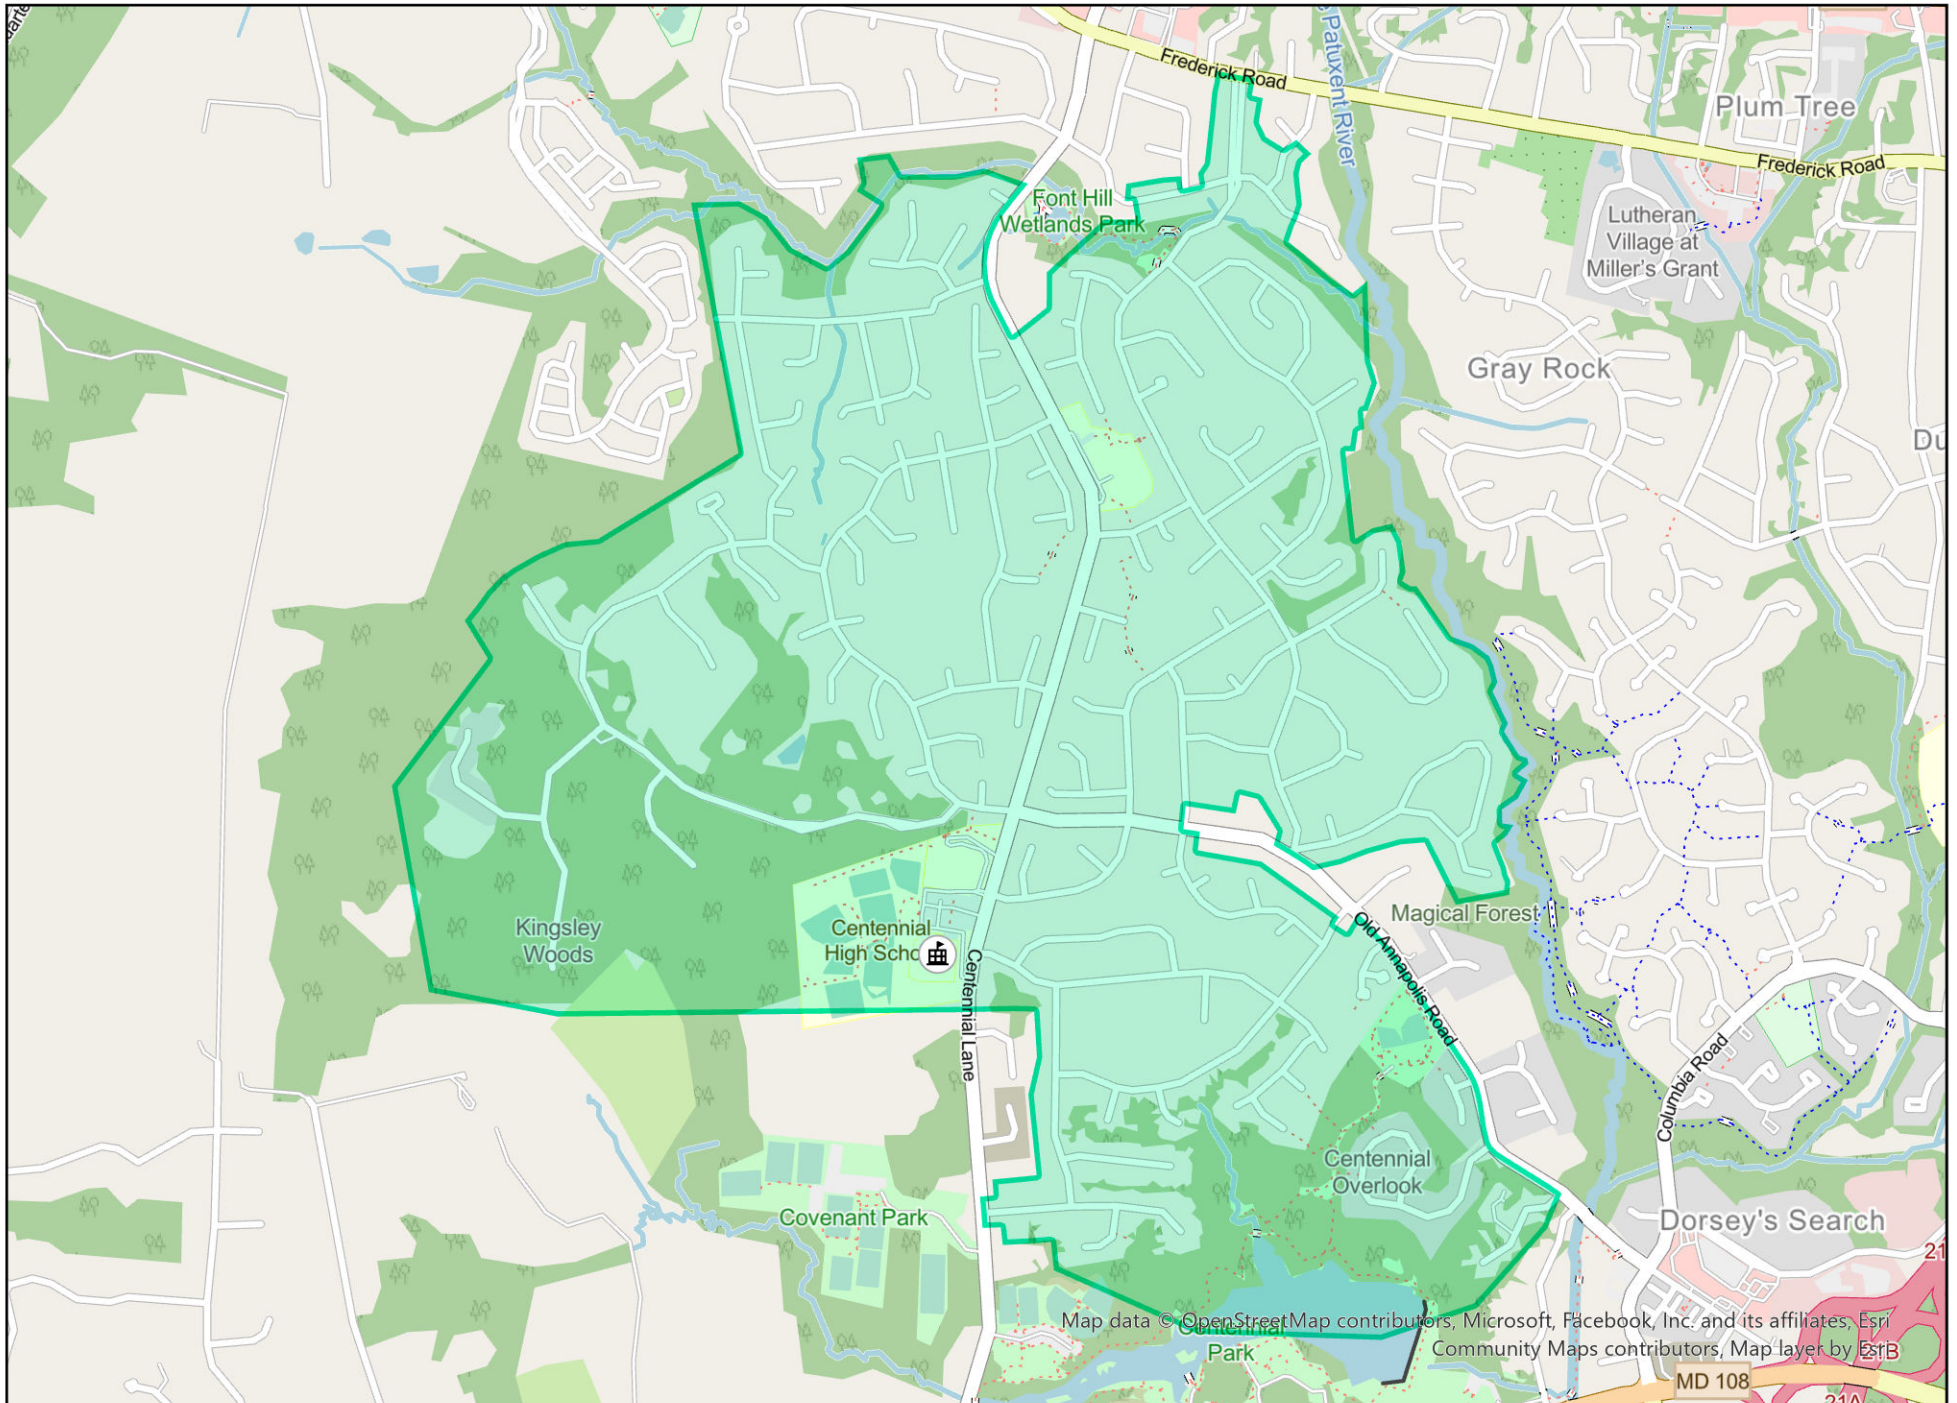 Frederick Road
Patuxent River
Plum Tree
Frederick Road
Font Hill
Wetlands Park
Lutheran
Village at
Miller's Grant
Gray Rock
Kingsley
Woods
Centennial
Centennial Lane
Magical Forest
Old Annapolis Road
Columbia Road
Centennial
Overlook
Covenant Park
Dorsey's Search
Map data © OpenStreetMap contributors, Microsoft, Facebook, Inc. and its affiliates, Esri
Centennial
Park
Community Maps contributors, Map layer by Esri
21B
MD 108
21A